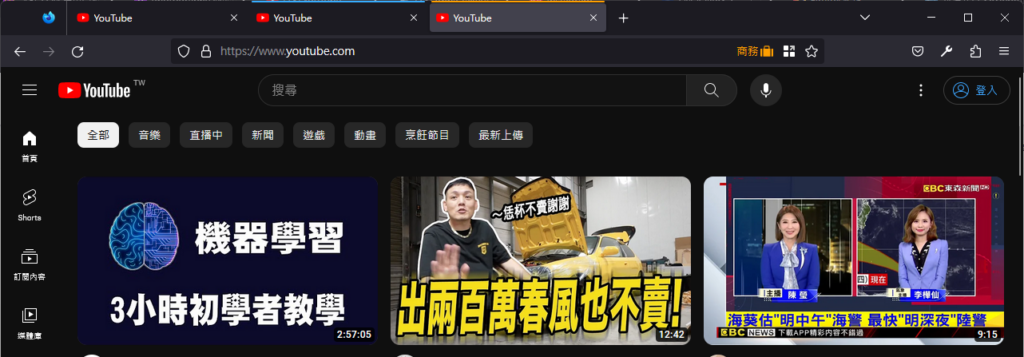 YouTube
YouTube
YouTube
https://www.youtube.com
商務
YouTube TW
搜尋
登入
全部
音樂
直播中
新聞
遊戲
動畫
烹飪節目
最新上傳
首頁
Shorts
訂閱內容
媒體庫
機器學習
3小時初學者教學
2:57:05
～恬杯不賣謝謝
出兩百萬春風也不賣!
12:42
EBC東森新聞
主播 陳瑩
現在
李樺仙
海葵估"明中午"海警 最快"明深夜"陸警
EBC NEWS 下載APP精彩內容不錯過
9:15